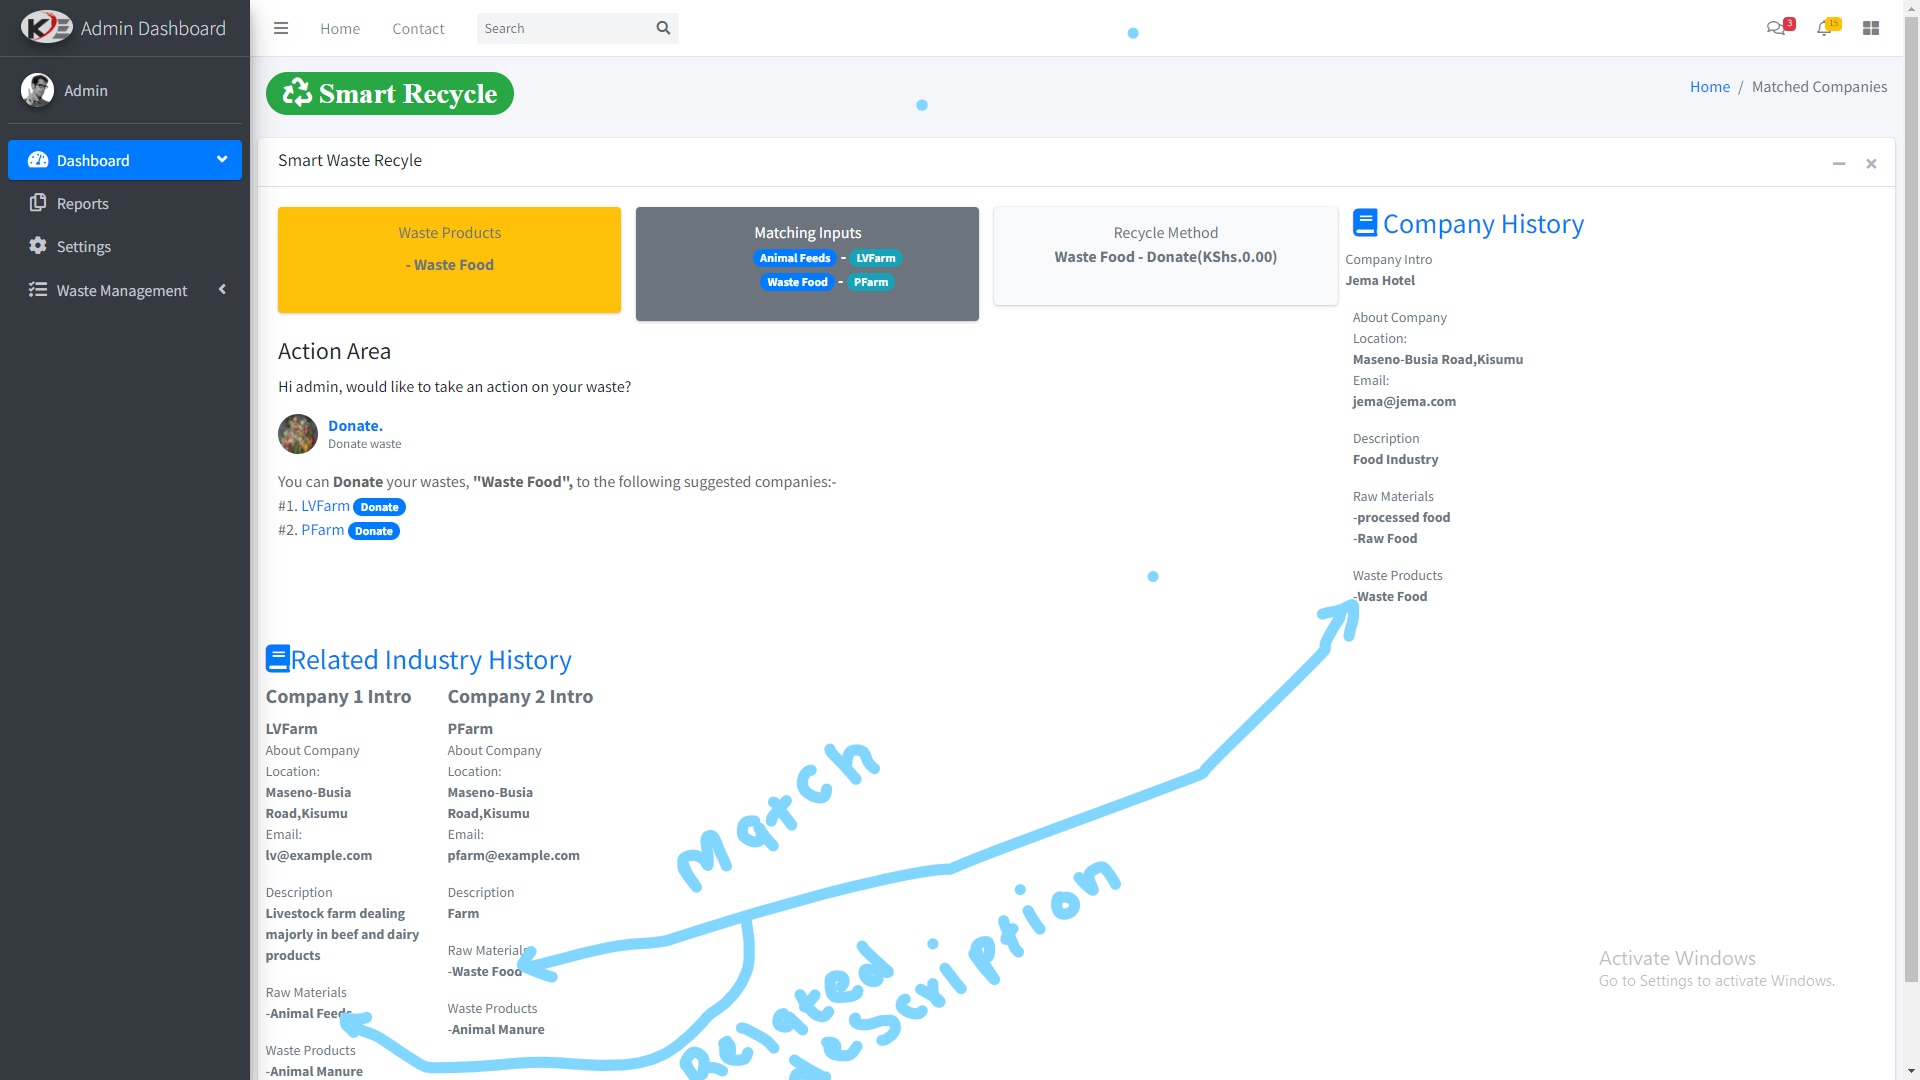 Admin Dashboard
Home
Contact
Search
3
15
Admin
Smart Recycle
Home / Matched Companies
Dashboard
Reports
Settings
Waste Management
Smart Waste Recyle
Waste Products
- Waste Food
Matching Inputs
Animal Feeds - LVFarm
Waste Food - PFarm
Recycle Method
Waste Food - Donate(KShs.0.00)
Company History
Company Intro
Jema Hotel
About Company
Location:
Maseno-Busia Road,Kisumu
Email:
jema@jema.com
Description
Food Industry
Raw Materials
-processed food
-Raw Food
Waste Products
-Waste Food
Action Area
Hi admin, would like to take an action on your waste?
Donate.
Donate waste
You can Donate your wastes, "Waste Food", to the following suggested companies:-
#1. LVFarm Donate
#2. PFarm Donate
Related Industry History
Company 1 Intro
LVFarm
About Company
Location:
Maseno-Busia
Road,Kisumu
Email:
lv@example.com
Description
Livestock farm dealing
majorly in beef and dairy
products
Raw Materials
-Animal Feeds
Waste Products
-Animal Manure
Company 2 Intro
PFarm
About Company
Location:
Maseno-Busia
Road,Kisumu
Email:
pfarm@example.com
Description
Farm
Raw Materials
-Waste Food
Waste Products
-Animal Manure
Match
Related
deScription
Activate Windows
Go to Settings to activate Windows.